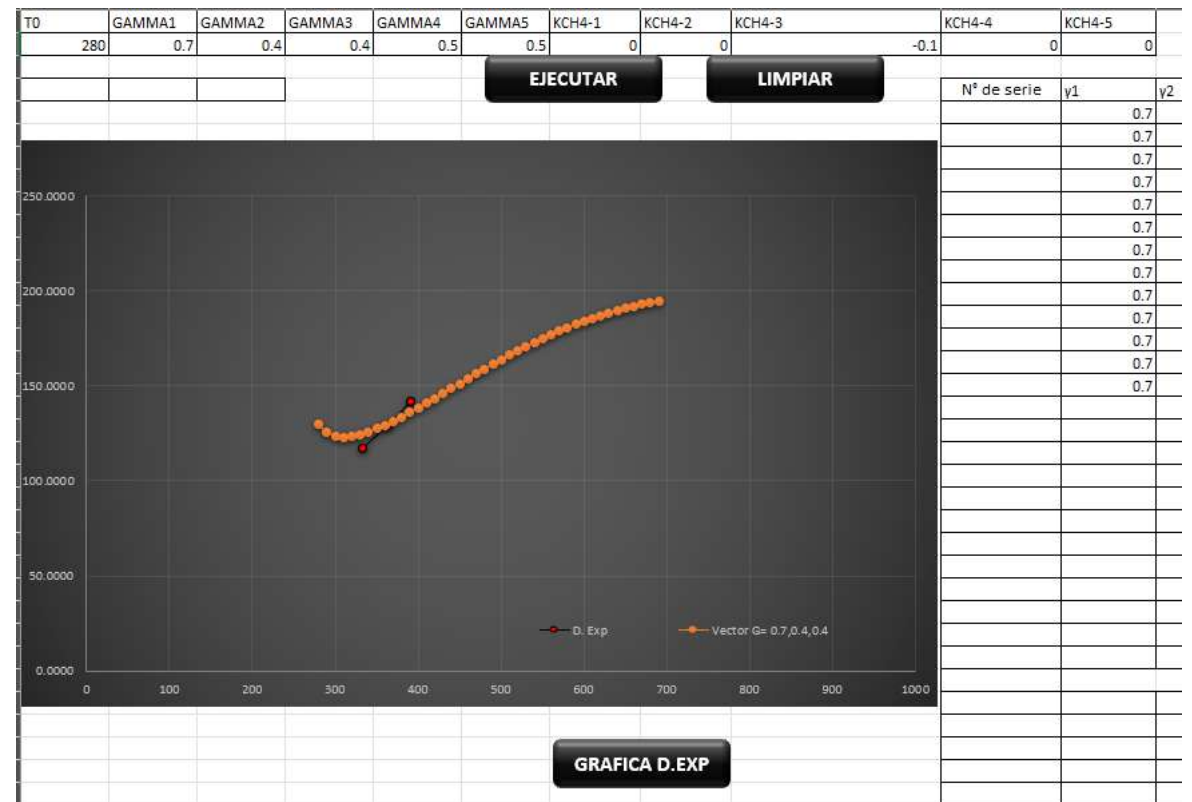 T0 GAMMA1 GAMMA2 GAMMA3 GAMMA4 GAMMA5 KCH4-1 KCH4-2 KCH4-3 KCH4-4 KCH4-5
280 0.7 0.4 0.4 0.5 0.5 0 0 -0.1 0 0
EJECUTAR LIMPIAR
N° de serie y1 y2
0.7
0.7
0.7
0.7
0.7
0.7
0.7
0.7
0.7
0.7
0.7
0.7
0.7
250.0000
200.0000
150.0000
100.0000
50.0000
0.0000
D. Exp Vector G= 0.7,0.4,0.4
0 100 200 300 400 500 600 700 800 900 1000
GRAFICA D.EXP